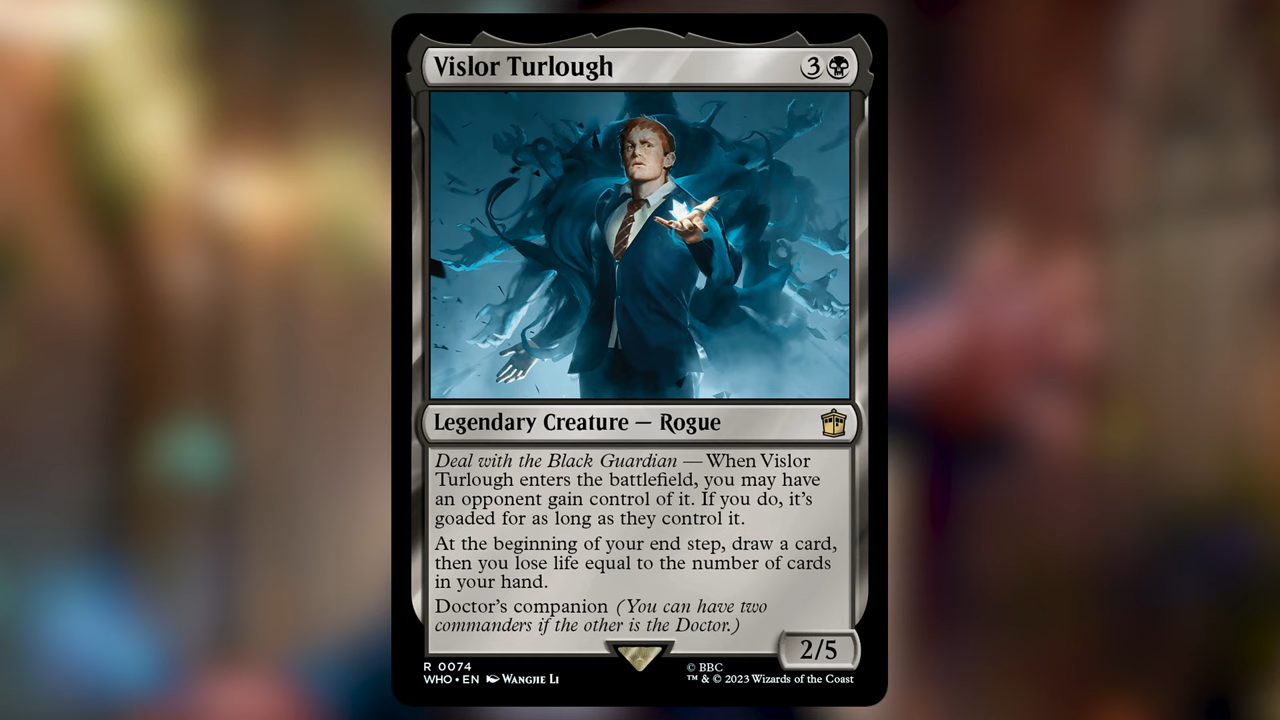 Vislor Turlough 3
Legendary Creature — Rogue
Deal with the Black Guardian — When Vislor
Turlough enters the battlefield, you may have
an opponent gain control of it. If you do, it's
goaded for as long as they control it.
At the beginning of your end step, draw a card,
then you lose life equal to the number of cards
in your hand.
Doctor's companion (You can have two
commanders if the other is the Doctor.)
2/5
R 0074
WHO • EN Wangjie Li
© BBC
™ & © 2023 Wizards of the Coast